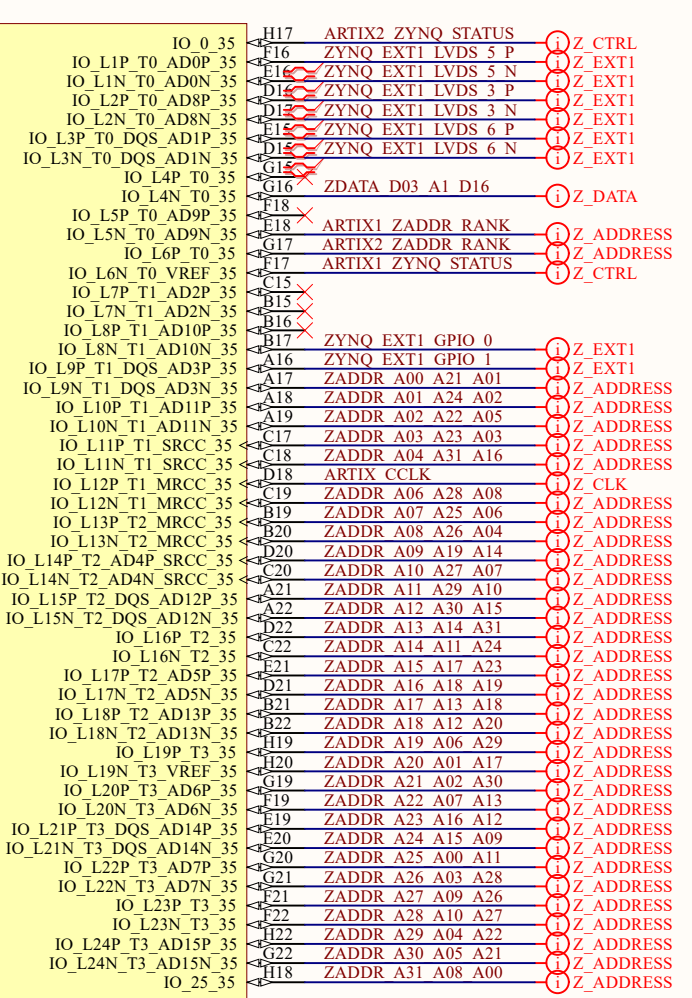 IO_0_35 H17 ARTIX2_ZYNQ_STATUS i Z_CTRL
IO_L1P_T0_AD0P_35 F16 ZYNQ_EXT1_LVDS_5_P i Z_EXT1
IO_L1N_T0_AD0N_35 E16 ZYNQ_EXT1_LVDS_5_N i Z_EXT1
IO_L2P_T0_AD8P_35 D16 ZYNQ_EXT1_LVDS_3_P i Z_EXT1
IO_L2N_T0_AD8N_35 D17 ZYNQ_EXT1_LVDS_3_N i Z_EXT1
IO_L3P_T0_DQS_AD1P_35 E15 ZYNQ_EXT1_LVDS_6_P i Z_EXT1
IO_L3N_T0_DQS_AD1N_35 D15 ZYNQ_EXT1_LVDS_6_N i Z_EXT1
IO_L4P_T0_35 G15
IO_L4N_T0_35 G16 ZDATA_D03_A1_D16 i Z_DATA
IO_L5P_T0_AD9P_35 F18
IO_L5N_T0_AD9N_35 E18 ARTIX1_ZADDR_RANK i Z_ADDRESS
IO_L6P_T0_35 G17 ARTIX2_ZADDR_RANK i Z_ADDRESS
IO_L6N_T0_VREF_35 F17 ARTIX1_ZYNQ_STATUS i Z_CTRL
IO_L7P_T1_AD2P_35 C15
IO_L7N_T1_AD2N_35 B15
IO_L8P_T1_AD10P_35 B16
IO_L8N_T1_AD10N_35 B17 ZYNQ_EXT1_GPIO_0 i Z_EXT1
IO_L9P_T1_DQS_AD3P_35 A16 ZYNQ_EXT1_GPIO_1 i Z_EXT1
IO_L9N_T1_DQS_AD3N_35 A17 ZADDR_A00_A21_A01 i Z_ADDRESS
IO_L10P_T1_AD11P_35 A18 ZADDR_A01_A24_A02 i Z_ADDRESS
IO_L10N_T1_AD11N_35 A19 ZADDR_A02_A22_A05 i Z_ADDRESS
IO_L11P_T1_SRCC_35 C17 ZADDR_A03_A23_A03 i Z_ADDRESS
IO_L11N_T1_SRCC_35 C18 ZADDR_A04_A31_A16 i Z_ADDRESS
IO_L12P_T1_MRCC_35 D18 ARTIX_CCLK i Z_CLK
IO_L12N_T1_MRCC_35 C19 ZADDR_A06_A28_A08 i Z_ADDRESS
IO_L13P_T2_MRCC_35 B19 ZADDR_A07_A25_A06 i Z_ADDRESS
IO_L13N_T2_MRCC_35 B20 ZADDR_A08_A26_A04 i Z_ADDRESS
IO_L14P_T2_AD4P_SRCC_35 D20 ZADDR_A09_A19_A14 i Z_ADDRESS
IO_L14N_T2_AD4N_SRCC_35 C20 ZADDR_A10_A27_A07 i Z_ADDRESS
IO_L15P_T2_DQS_AD12P_35 A21 ZADDR_A11_A29_A10 i Z_ADDRESS
IO_L15N_T2_DQS_AD12N_35 A22 ZADDR_A12_A30_A15 i Z_ADDRESS
IO_L16P_T2_35 D22 ZADDR_A13_A14_A31 i Z_ADDRESS
IO_L16N_T2_35 C22 ZADDR_A14_A11_A24 i Z_ADDRESS
IO_L17P_T2_AD5P_35 E21 ZADDR_A15_A17_A23 i Z_ADDRESS
IO_L17N_T2_AD5N_35 D21 ZADDR_A16_A18_A19 i Z_ADDRESS
IO_L18P_T2_AD13P_35 B21 ZADDR_A17_A13_A18 i Z_ADDRESS
IO_L18N_T2_AD13N_35 B22 ZADDR_A18_A12_A20 i Z_ADDRESS
IO_L19P_T3_35 H19 ZADDR_A19_A06_A29 i Z_ADDRESS
IO_L19N_T3_VREF_35 H20 ZADDR_A20_A01_A17 i Z_ADDRESS
IO_L20P_T3_AD6P_35 G19 ZADDR_A21_A02_A30 i Z_ADDRESS
IO_L20N_T3_AD6N_35 F19 ZADDR_A22_A07_A13 i Z_ADDRESS
IO_L21P_T3_DQS_AD14P_35 E19 ZADDR_A23_A16_A12 i Z_ADDRESS
IO_L21N_T3_DQS_AD14N_35 E20 ZADDR_A24_A15_A09 i Z_ADDRESS
IO_L22P_T3_AD7P_35 G20 ZADDR_A25_A00_A11 i Z_ADDRESS
IO_L22N_T3_AD7N_35 G21 ZADDR_A26_A03_A28 i Z_ADDRESS
IO_L23P_T3_35 F21 ZADDR_A27_A09_A26 i Z_ADDRESS
IO_L23N_T3_35 F22 ZADDR_A28_A10_A27 i Z_ADDRESS
IO_L24P_T3_AD15P_35 H22 ZADDR_A29_A04_A22 i Z_ADDRESS
IO_L24N_T3_AD15N_35 G22 ZADDR_A30_A05_A21 i Z_ADDRESS
IO_25_35 H18 ZADDR_A31_A08_A00 i Z_ADDRESS